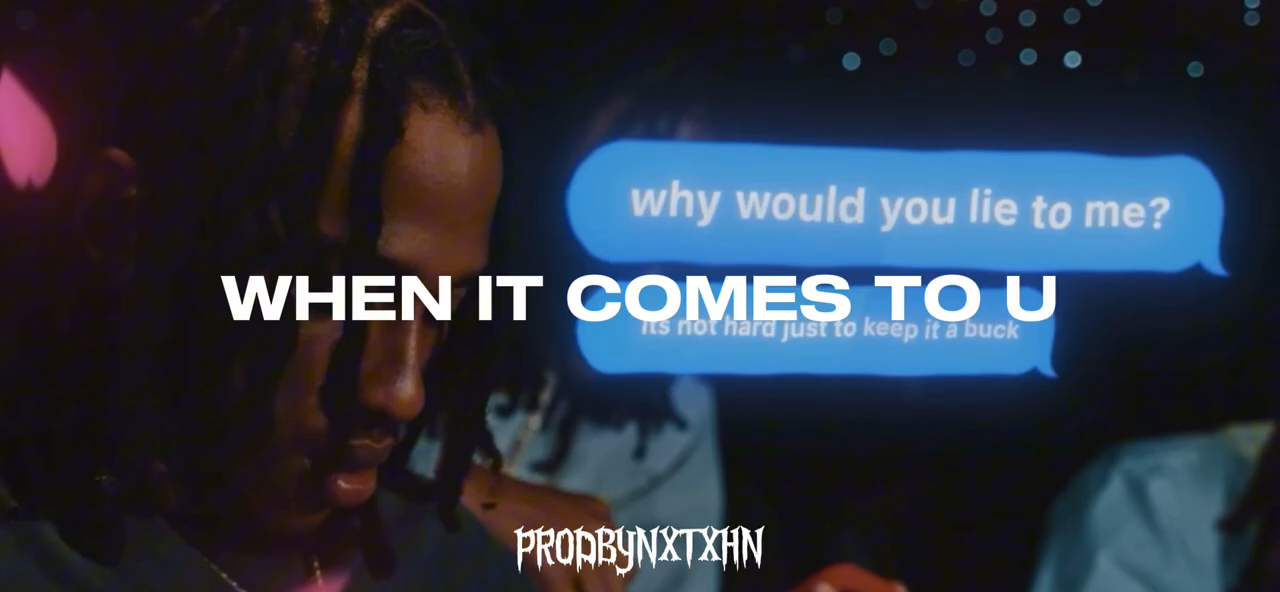 why would you lie to me?
WHEN IT COMES TO U
its not hard just to keep it a buck
PRODBYNXTXHN